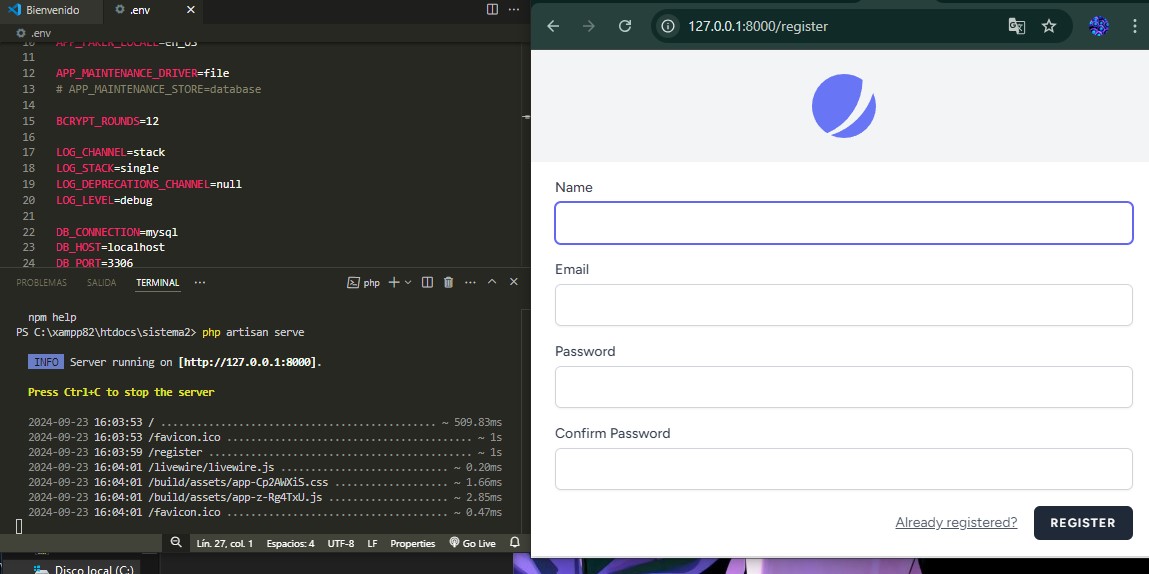 Bienvenido
.env
.env
10 APP_FAKER_LOCALE=en_US
11
12 APP_MAINTENANCE_DRIVER=file
13 # APP_MAINTENANCE_STORE=database
14
15 BCRYPT_ROUNDS=12
16
17 LOG_CHANNEL=stack
18 LOG_STACK=single
19 LOG_DEPRECATIONS_CHANNEL=null
20 LOG_LEVEL=debug
21
22 DB_CONNECTION=mysql
23 DB_HOST=localhost
24 DB_PORT=3306
PROBLEMAS SALIDA TERMINAL ··· php
npm help
PS C:\xampp82\htdocs\sistema2> php artisan serve
INFO Server running on [http://127.0.0.1:8000].
Press Ctrl+C to stop the server
2024-09-23 16:03:53 / .......................................... ~ 509.83ms
2024-09-23 16:03:53 /favicon.ico ..................................... ~ 1s
2024-09-23 16:03:59 /register ........................................ ~ 1s
2024-09-23 16:04:01 /livewire/livewire.js .......................... ~ 0.20ms
2024-09-23 16:04:01 /build/assets/app-Cp2AWXiS.css .................. ~ 1.66ms
2024-09-23 16:04:01 /build/assets/app-z-Rg4TxU.js ................... ~ 2.85ms
2024-09-23 16:04:01 /favicon.ico .................................. ~ 0.47ms
Lín. 27, col. 1 Espacios: 4 UTF-8 LF Properties Go Live
Disco local (C:)
127.0.0.1:8000/register
Name
Email
Password
Confirm Password
Already registered? REGISTER